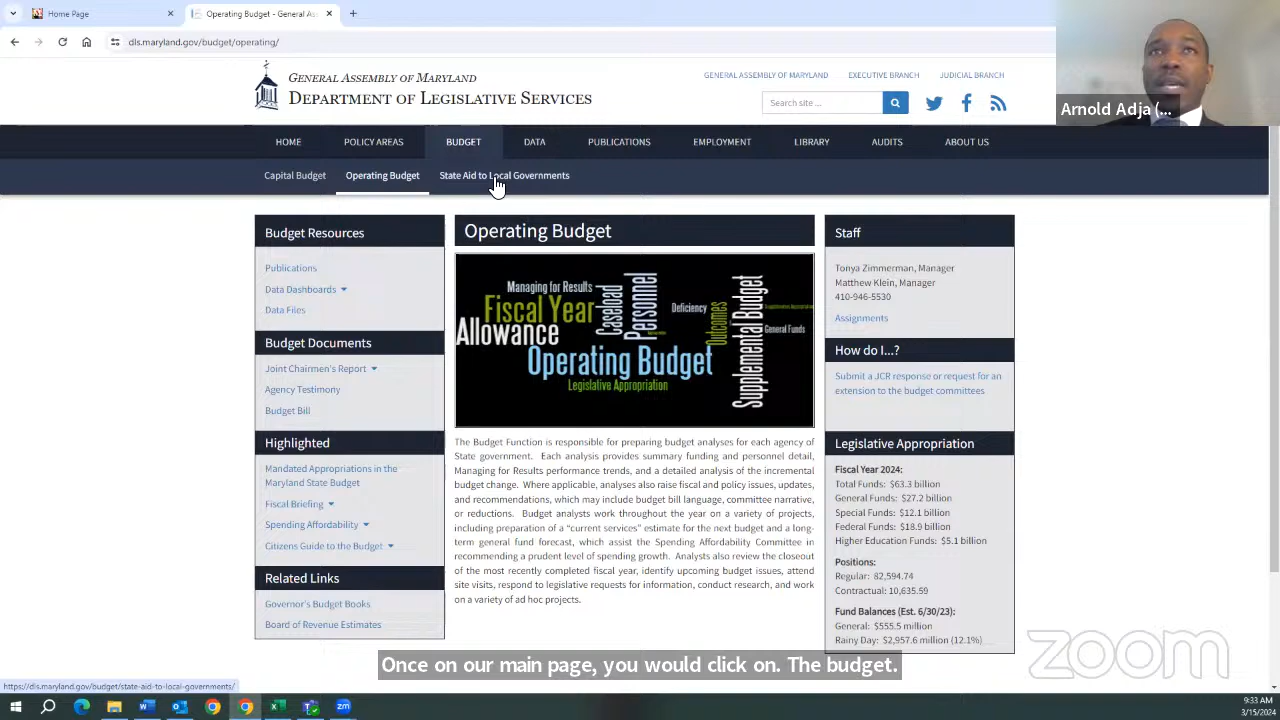 Home Page
Operating Budget
dls.maryland.gov/budget/operating/
GENERAL ASSEMBLY OF MARYLAND
DEPARTMENT OF LEGISLATIVE SERVICES
GENERAL ASSEMBLY OF MARYLAND EXECUTIVE BRANCH JUDICIAL BRANCH
Search site ...
Arnold Adja (...
HOME POLICY AREAS BUDGET DATA PUBLICATIONS EMPLOYMENT LIBRARY AUDITS ABOUT US
Capital Budget Operating Budget State Aid to Local Governments
Budget Resources
Publications
Data Dashboards
Data Files
Budget Documents
Joint Chairmen's Report
Agency Testimony
Budget Bill
Highlighted
Mandated Appropriations in the
Maryland State Budget
Fiscal Briefing
Spending Affordability
Citizens Guide to the Budget
Related Links
Governor's Budget Books
Board of Revenue Estimates
Operating Budget
Managing for Results
Fiscal Year
Caseload
Personnel
Allowance
Deficiency
Outcomes
Supplemental Budget
General Funds
Operating Budget
Legislative Appropriation
The Budget Function is responsible for preparing budget analyses for each agency of
State government. Each analysis provides summary funding and personnel detail,
Managing for Results performance trends, and a detailed analysis of the incremental
budget change. Where applicable, analyses also raise fiscal and policy issues, updates,
and recommendations, which may include budget bill language, committee narrative,
or reductions. Budget analysts work throughout the year on a variety of projects,
including preparation of a “current services” estimate for the next budget and a long-
term general fund forecast, which assist the Spending Affordability Committee in
recommending a prudent level of spending growth. Analysts also review the closeout
of the most recently completed fiscal year, identify upcoming budget issues, attend
site visits, respond to legislative requests for information, conduct research, and work
on a variety of ad hoc projects.
Staff
Tonya Zimmerman, Manager
Matthew Klein, Manager
410-946-5530
Assignments
How do I...?
Submit a JCR response or request for an
extension to the budget committees
Legislative Appropriation
Fiscal Year 2024:
Total Funds: $63.3 billion
General Funds: $27.2 billion
Special Funds: $12.1 billion
Federal Funds: $18.9 billion
Higher Education Funds: $5.1 billion
Positions:
Regular: 82,594.74
Contractual: 10,635.59
Fund Balances (Est. 6/30/23):
General: $555.5 million
Rainy Day: $2,957.6 million (12.1%)
zoom
Once on our main page, you would click on. The budget.
https://dls.maryland.gov/budget/state-aid-to-local-governments/
9:33 AM
3/15/2024